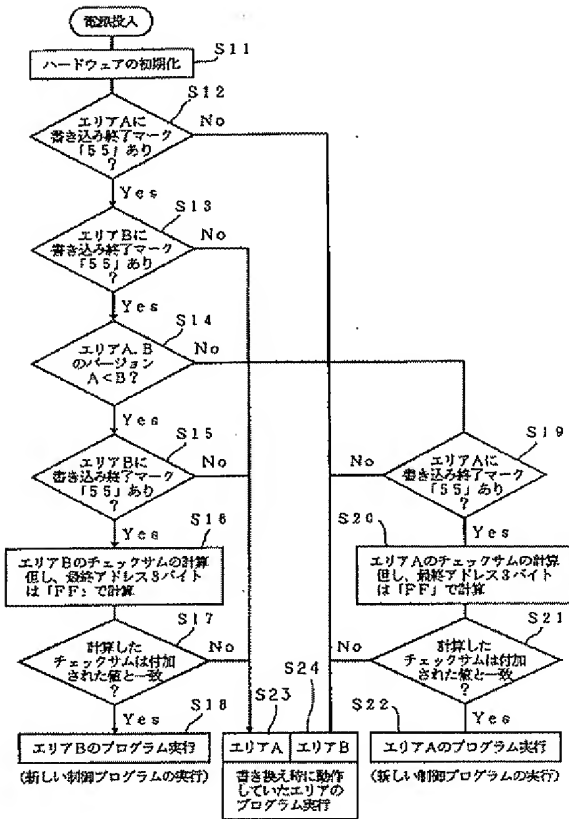 電源投入
S11
ハードウェアの初期化
S12
エリアAに
書き込み終了マーク
「55」あり
?
No
Yes
S13
エリアBに
書き込み終了マーク
「55」あり
?
No
Yes
S14
エリアA.B
のバージョン
A<B?
No
Yes
S15
エリアBに
書き込み終了マーク
「55」あり
?
No
Yes
S19
エリアAに
書き込み終了マーク
「55」あり
?
No
Yes
S16
エリアBのチェックサムの計算
但し、最終アドレス3バイト
は「FF」で計算
S20
エリアAのチェックサムの計算
但し、最終アドレス3バイト
は「FF」で計算
S17
計算した
チェックサムは付加
された値と一致
?
No
Yes
S21
計算した
チェックサムは付加
された値と一致
?
No
Yes
S18
エリアBのプログラム実行
(新しい制御プログラムの実行)
S23
エリアA
S24
エリアB
書き換え時に動作
していたエリアの
プログラム実行
S22
エリアAのプログラム実行
(新しい制御プログラムの実行)